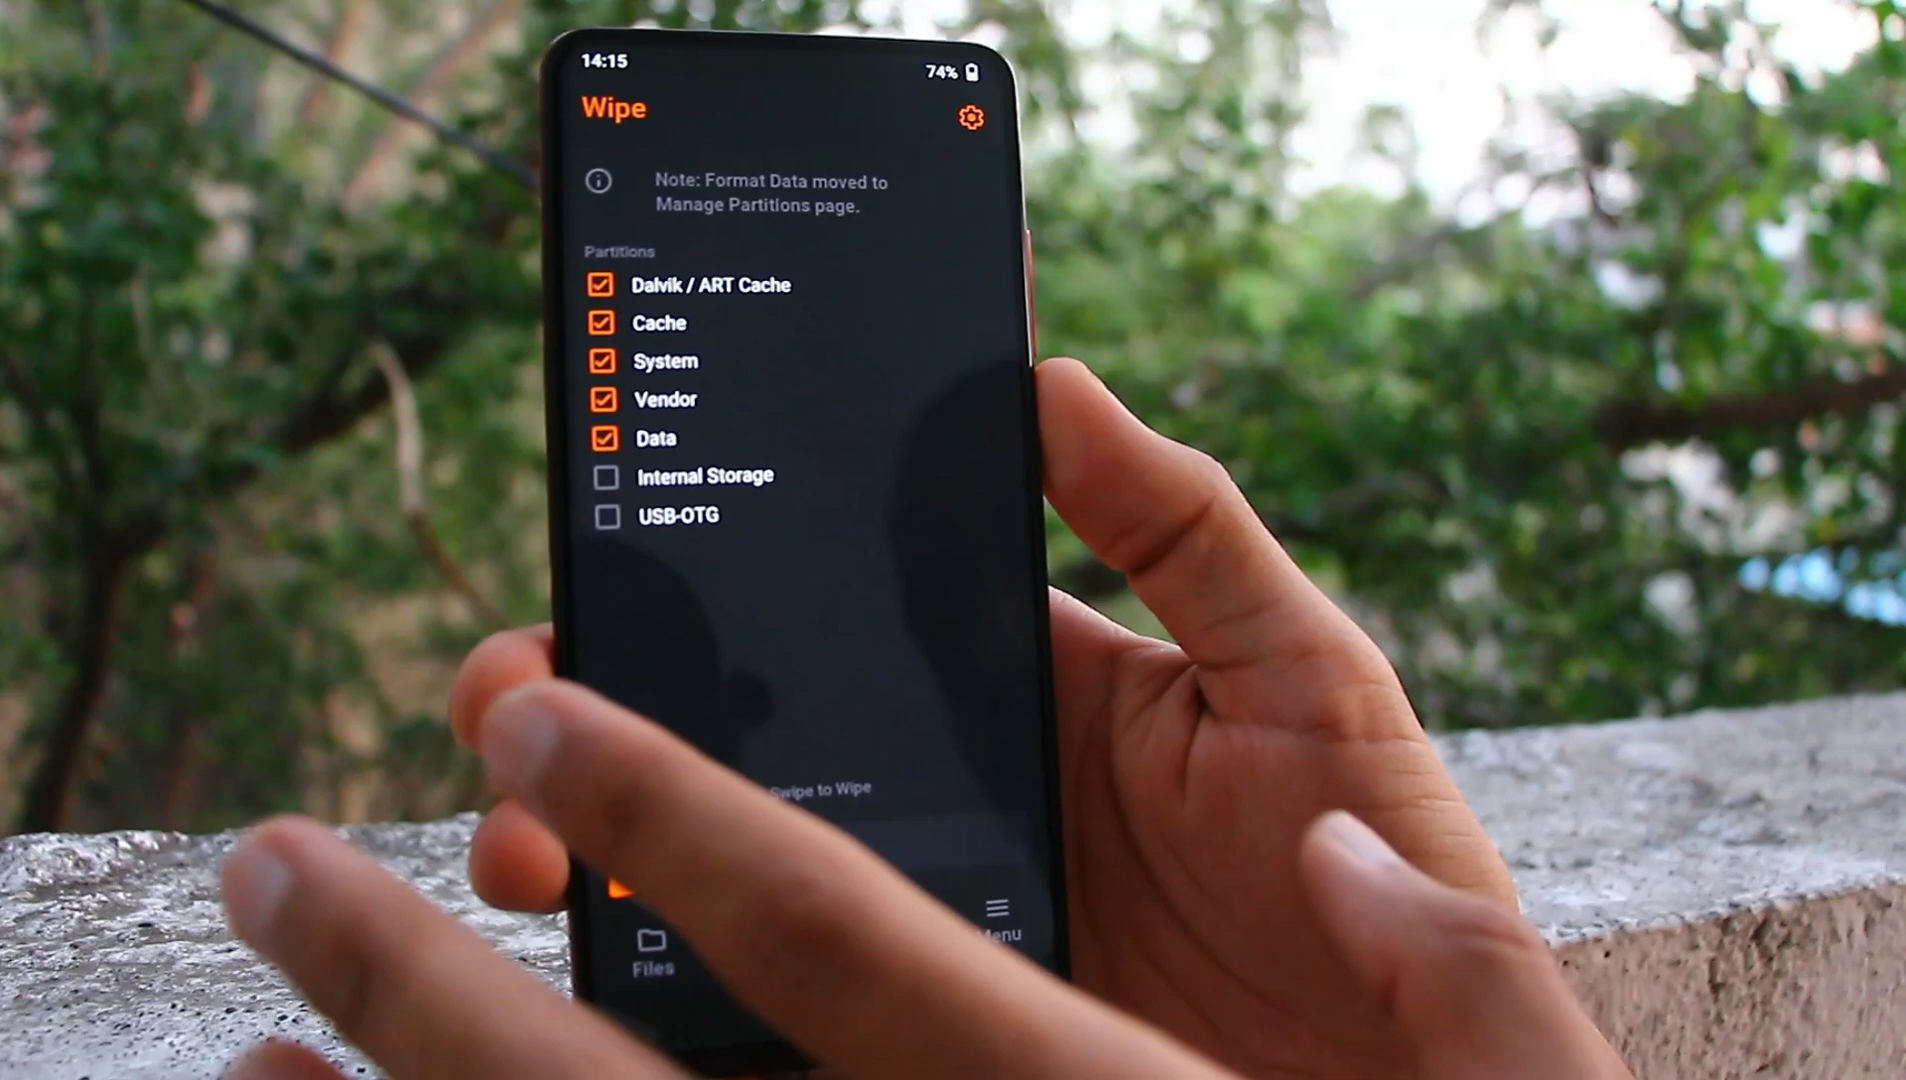 14:15
74%
Wipe
Note: Format Data moved to
Manage Partitions page.
Partitions
Dalvik / ART Cache
Cache
System
Vendor
Data
Internal Storage
USB-OTG
Swipe to Wipe
Files
Menu